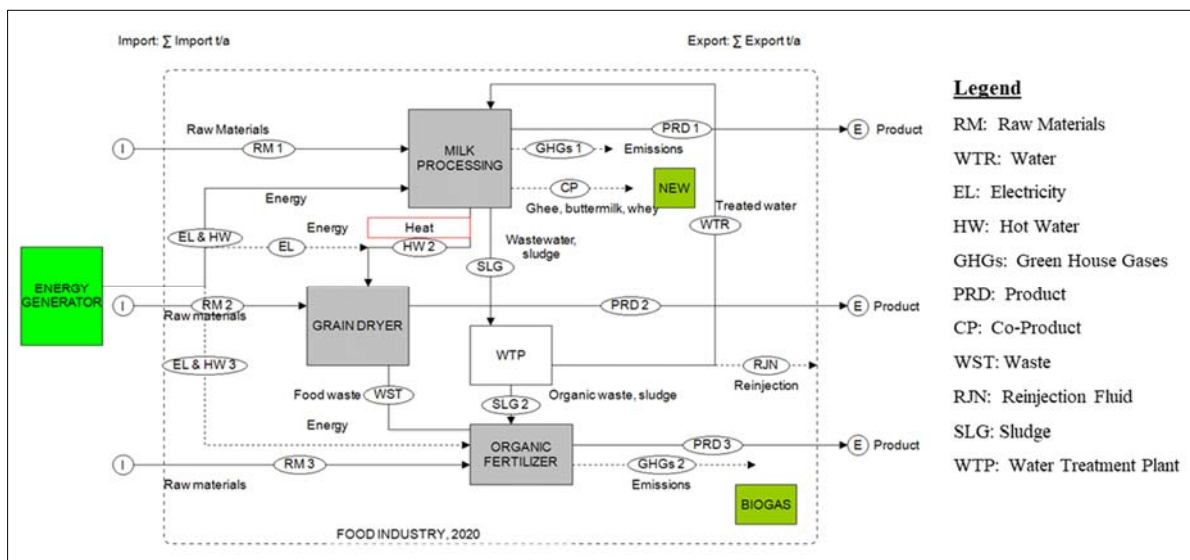 Import: ∑ Import t/a
Export: ∑ Export t/a
Raw Materials
I
RM 1
MILK
PROCESSING
PRD 1
E
Product
GHGs 1
Emissions
CP
NEW
Ghee, buttermilk, whey
Treated water
Energy
Energy
Heat
EL & HW
EL
HW 2
WTR
Wastewater,
sludge
SLG
ENERGY
GENERATOR
I
RM 2
Raw materials
GRAIN DRYER
PRD 2
E
Product
WTP
EL & HW 3
RJN
Reinjection
Food waste
WST
Organic waste, sludge
SLG 2
Energy
ORGANIC
FERTILIZER
PRD 3
E
Product
I
RM 3
Raw materials
GHGs 2
Emissions
BIOGAS
FOOD INDUSTRY, 2020
Legend
RM: Raw Materials
WTR: Water
EL: Electricity
HW: Hot Water
GHGs: Green House Gases
PRD: Product
CP: Co-Product
WST: Waste
RJN: Reinjection Fluid
SLG: Sludge
WTP: Water Treatment Plant